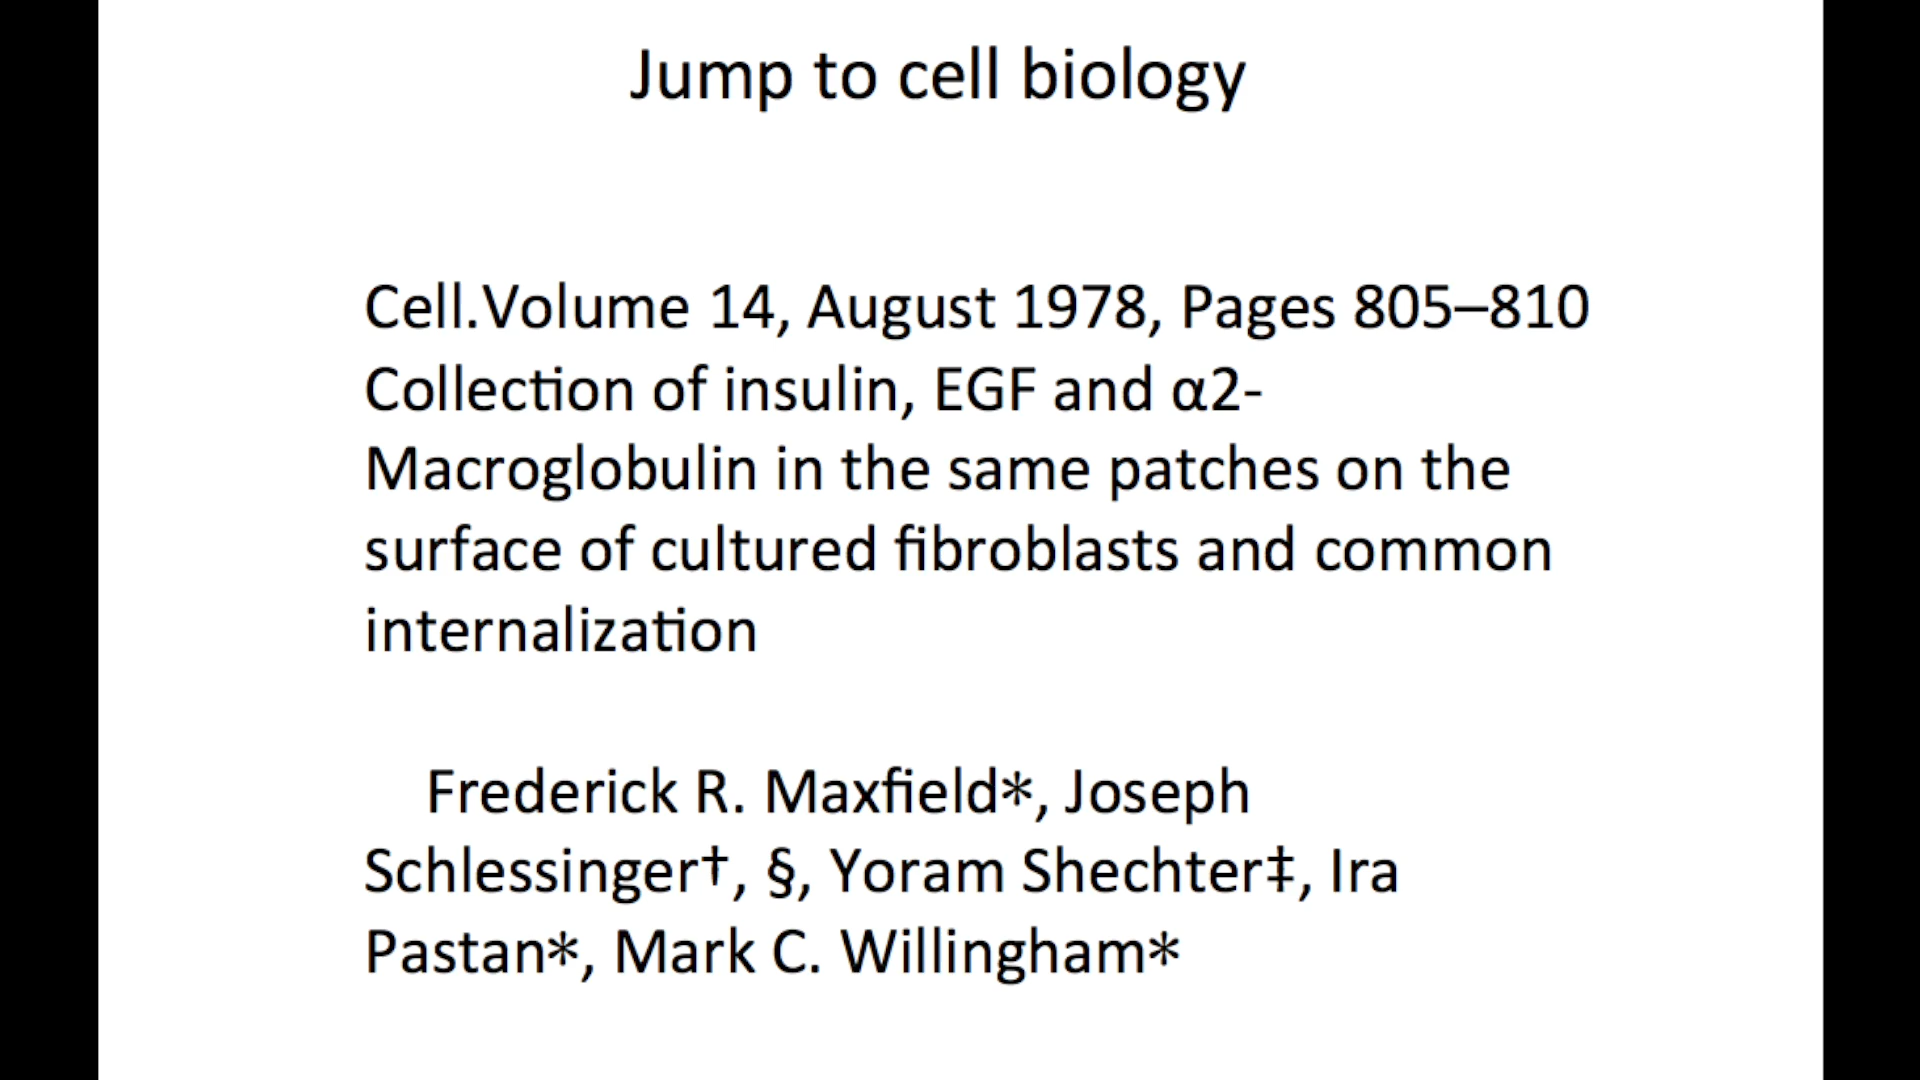 Jump to cell biology
Cell.Volume 14, August 1978, Pages 805–810
Collection of insulin, EGF and α2-
Macroglobulin in the same patches on the
surface of cultured fibroblasts and common
internalization
Frederick R. Maxfield∗, Joseph
Schlessinger†, §, Yoram Shechter‡, Ira
Pastan∗, Mark C. Willingham∗